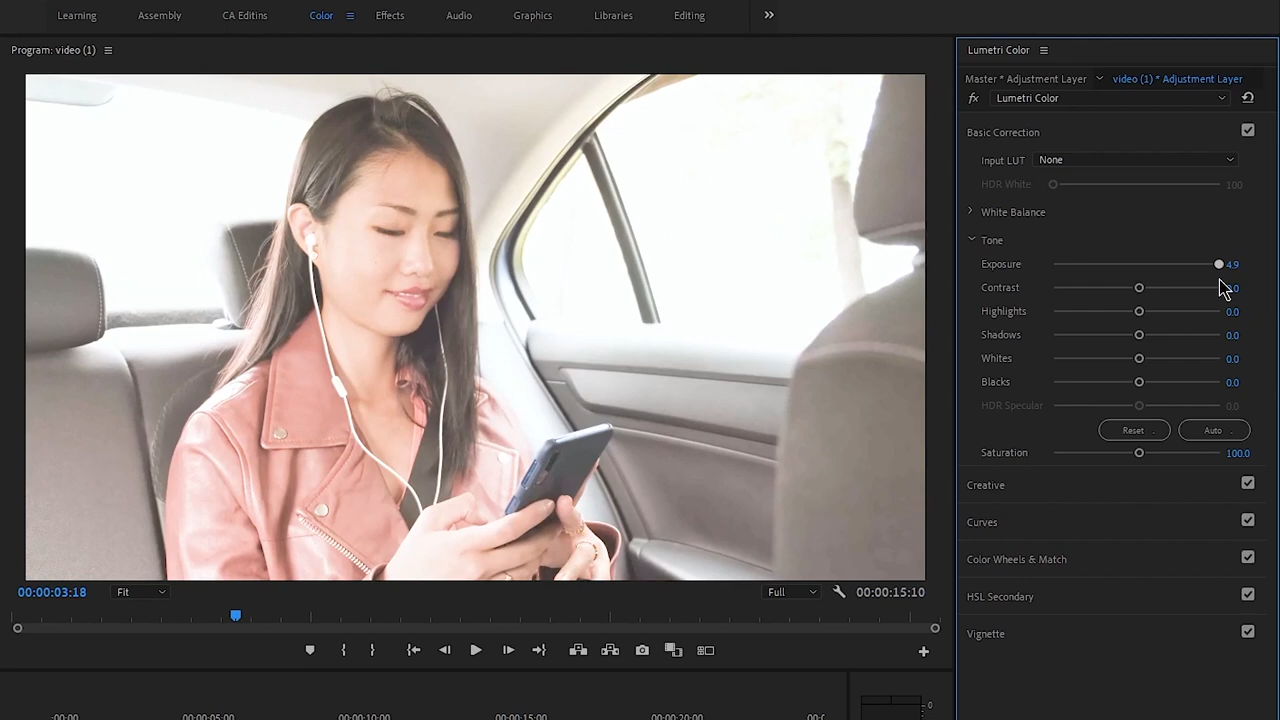 Learning Assembly CA Editins Color Effects Audio Graphics Libraries Editing
Program: video (1)
Lumetri Color
Master * Adjustment Layer video (1) * Adjustment Layer
fx Lumetri Color
Basic Correction
Input LUT None
HDR White 100
White Balance
Tone
Exposure 4.9
Contrast
Highlights 0.0
Shadows 0.0
Whites 0.0
Blacks 0.0
HDR Specular 0.0
Reset Auto
Saturation 100.0
Creative
Curves
Color Wheels & Match
HSL Secondary
Vignette
00:00:03:18 Fit Full 00:00:15:10
:00:00 00:00:05:00 00:00:10:00 00:00:15:00 00:00:20:00 00:0
0